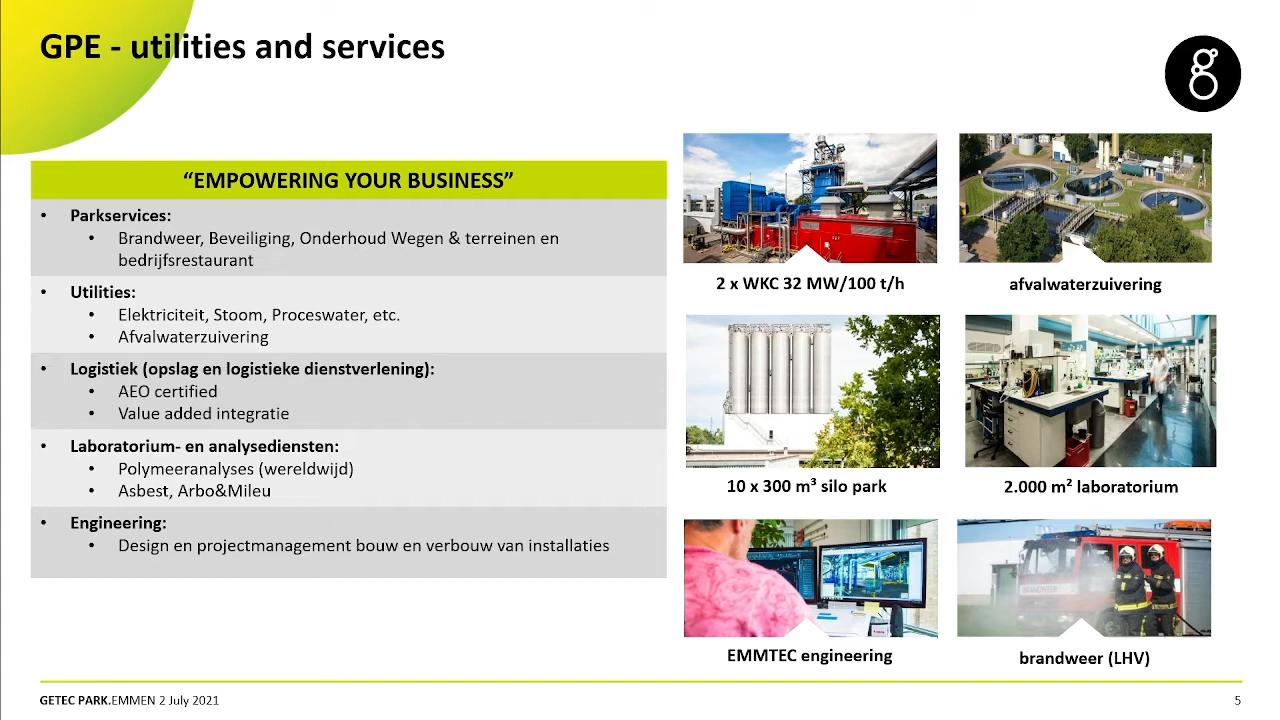 GPE - utilities and services
“EMPOWERING YOUR BUSINESS”
• Parkservices:
• Brandweer, Beveiliging, Onderhoud Wegen & terreinen en
bedrijfsrestaurant
• Utilities:
• Elektriciteit, Stoom, Proceswater, etc.
• Afvalwaterzuivering
• Logistiek (opslag en logistieke dienstverlening):
• AEO certified
• Value added integratie
• Laboratorium- en analysediensten:
• Polymeeranalyses (wereldwijd)
• Asbest, Arbo&Mileu
• Engineering:
• Design en projectmanagement bouw en verbouw van installaties
2 x WKC 32 MW/100 t/h
afvalwaterzuivering
10 x 300 m³ silo park
2.000 m² laboratorium
EMMTEC engineering
BRANDWEER
brandweer (LHV)
GETEC PARK.EMMEN 2 July 2021
5